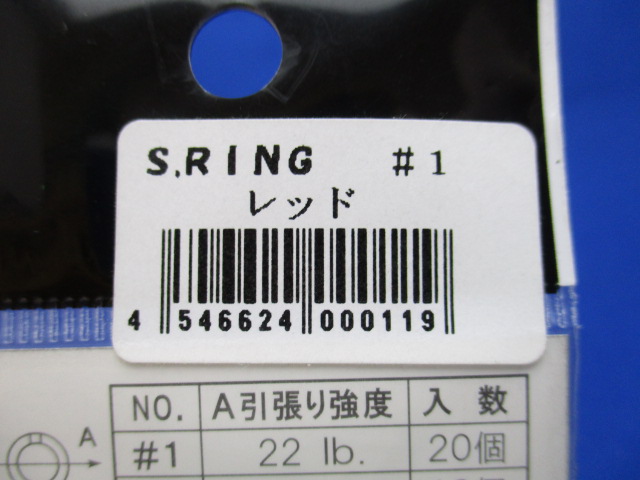 S.RING #1
レッド
4 546624 000119
NO. A引張り強度 入数
A #1 22 lb. 20個